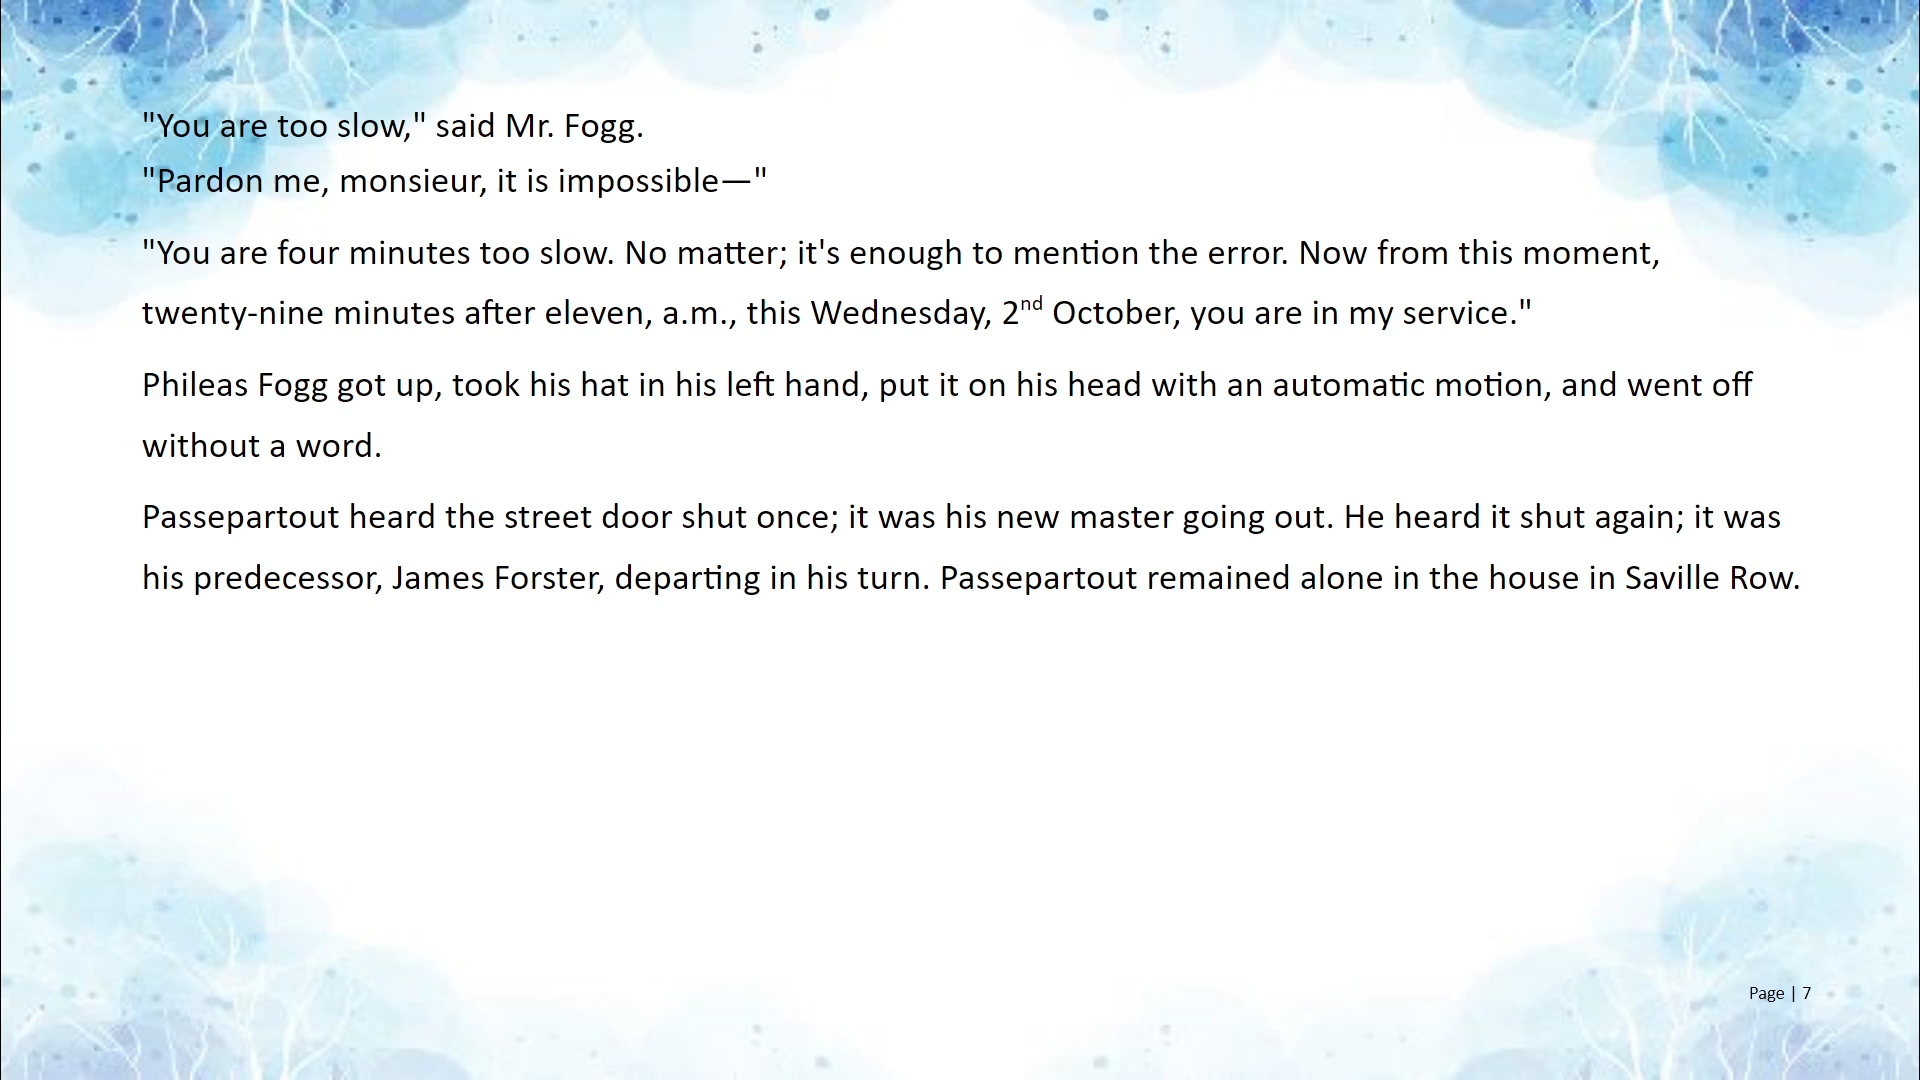 "You are too slow," said Mr. Fogg.
"Pardon me, monsieur, it is impossible—"
"You are four minutes too slow. No matter; it's enough to mention the error. Now from this moment,
twenty-nine minutes after eleven, a.m., this Wednesday, 2nd October, you are in my service."
Phileas Fogg got up, took his hat in his left hand, put it on his head with an automatic motion, and went off
without a word.
Passepartout heard the street door shut once; it was his new master going out. He heard it shut again; it was
his predecessor, James Forster, departing in his turn. Passepartout remained alone in the house in Saville Row.
Page | 7